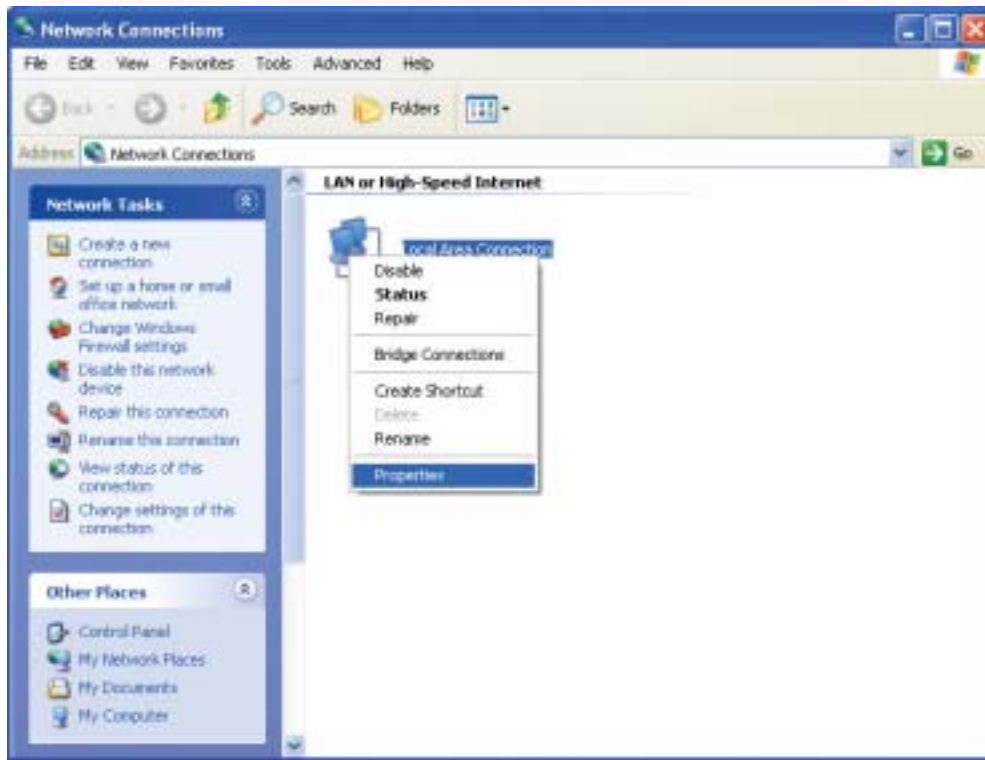 Network Connections
File Edit View Favorites Tools Advanced Help
Back Search Folders
Address Network Connections Go
Network Tasks
Create a new
connection
Set up a home or small
office network
Change Windows
Firewall settings
Disable this network
device
Repair this connection
Rename this connection
View status of this
connection
Change settings of this
connection
Other Places
Control Panel
My Network Places
My Documents
My Computer
LAN or High-Speed Internet
Local Area Connection
Disable
Status
Repair
Bridge Connections
Create Shortcut
Delete
Rename
Properties